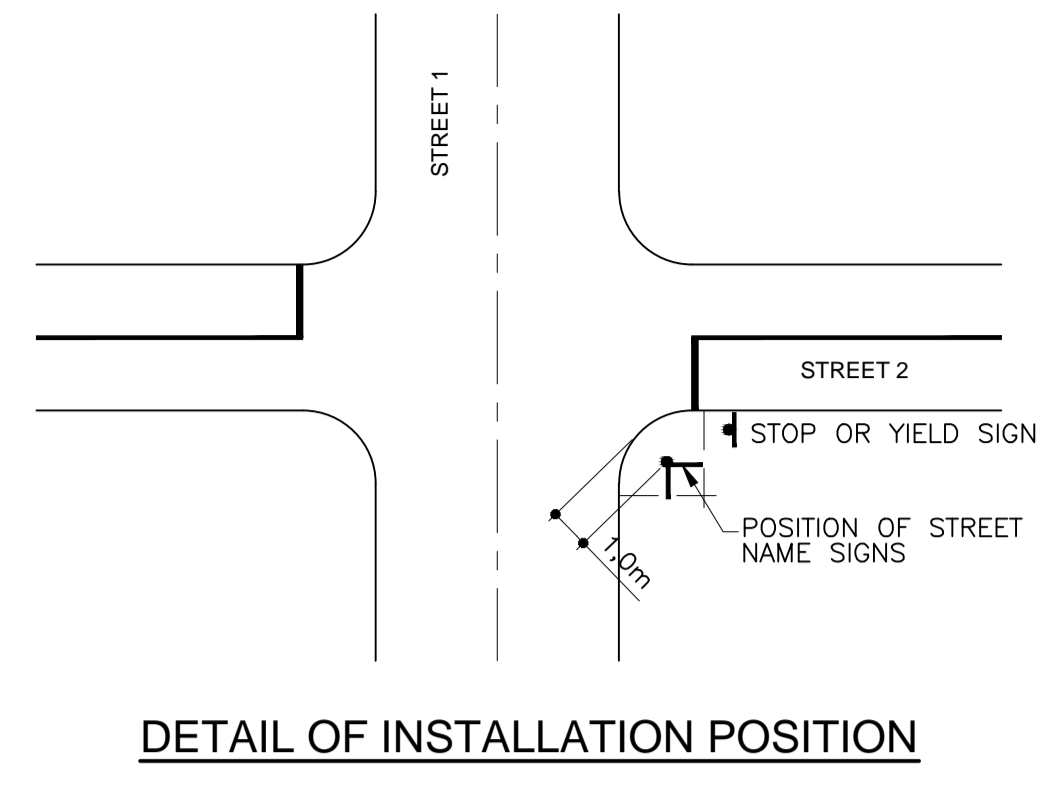 STREET 1
STREET 2
STOP OR YIELD SIGN
POSITION OF STREET
NAME SIGNS
1,0m
DETAIL OF INSTALLATION POSITION